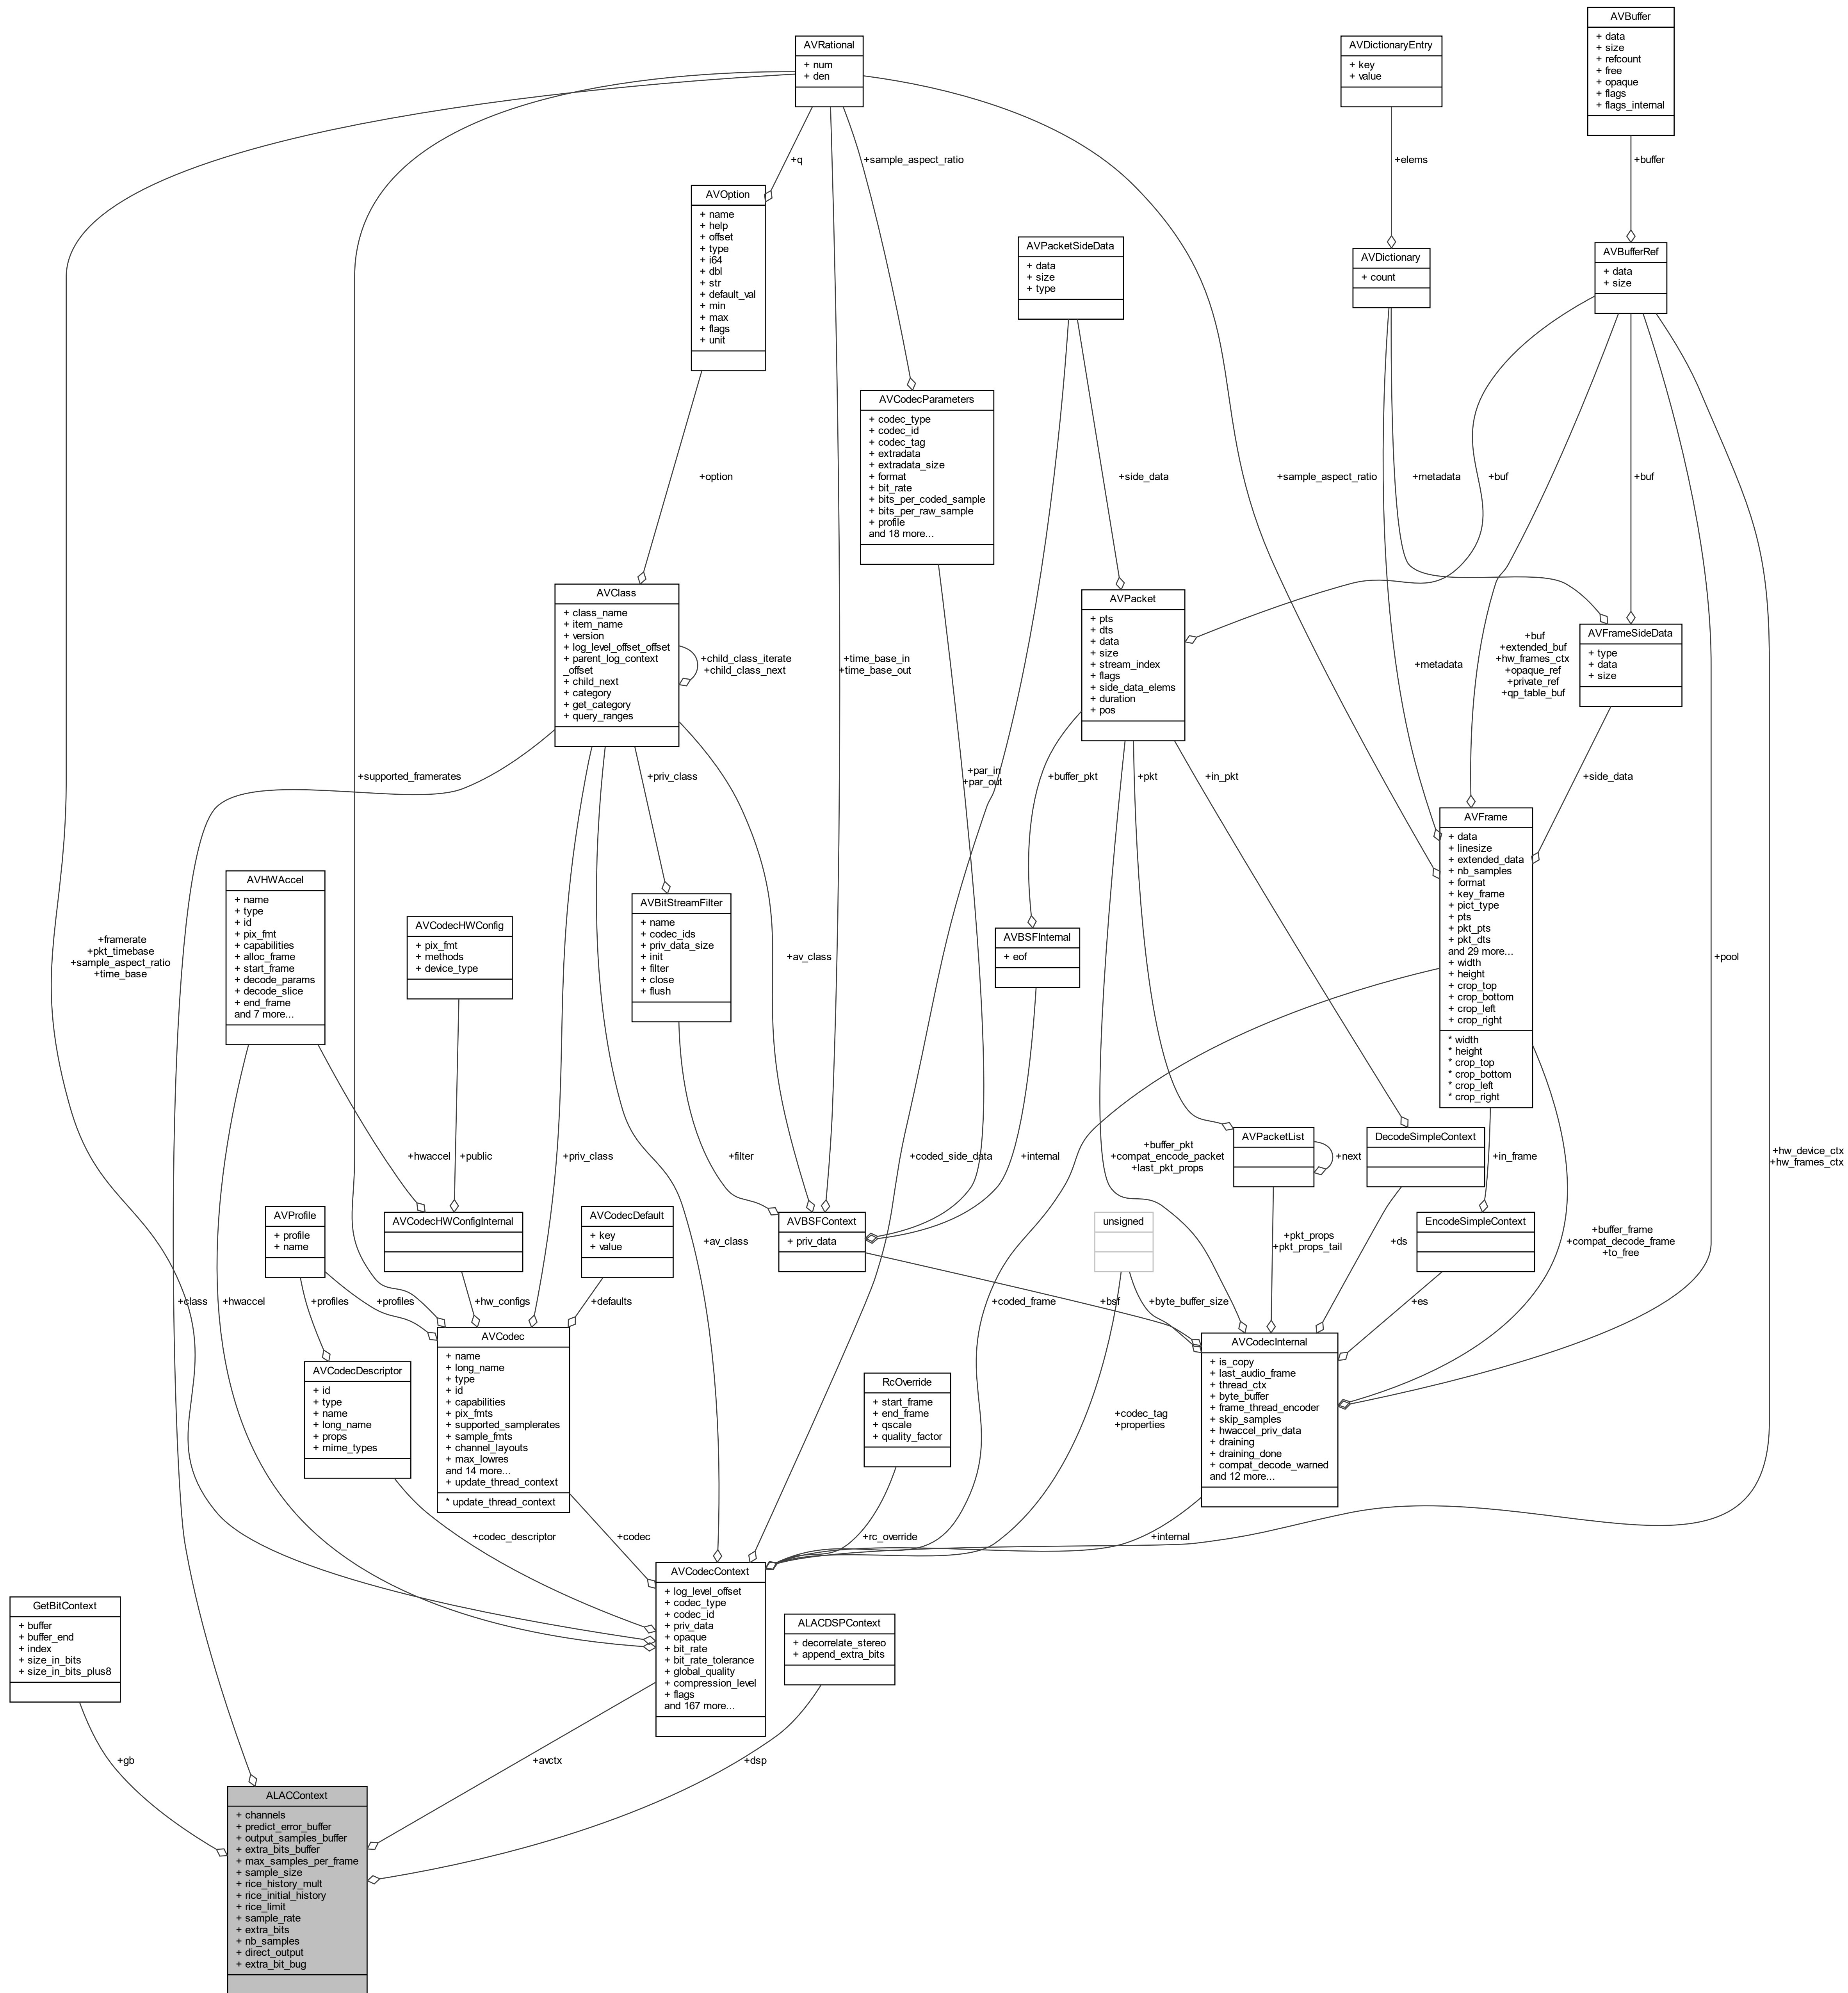 AVBuffer
+ data
+ size
+ refcount
+ free
+ opaque
+ flags
+ flags_internal
AVRational
+ num
+ den
AVDictionaryEntry
+ key
+ value
+q
+sample_aspect_ratio
+elems
+buffer
AVOption
+ name
+ help
+ offset
+ type
+ i64
+ dbl
+ str
+ default_val
+ min
+ max
+ flags
+ unit
AVPacketSideData
+ data
+ size
+ type
AVDictionary
+ count
AVBufferRef
+ data
+ size
AVCodecParameters
+ codec_type
+ codec_id
+ codec_tag
+ extradata
+ extradata_size
+ format
+ bit_rate
+ bits_per_coded_sample
+ bits_per_raw_sample
+ profile
and 18 more...
+option
+side_data
+sample_aspect_ratio
+metadata
+buf
+buf
AVClass
+ class_name
+ item_name
+ version
+ log_level_offset_offset
+ parent_log_context
_offset
+ child_next
+ category
+ get_category
+ query_ranges
+child_class_iterate
+child_class_next
+time_base_in
+time_base_out
AVPacket
+ pts
+ dts
+ data
+ size
+ stream_index
+ flags
+ side_data_elems
+ duration
+ pos
+metadata
+buf
+extended_buf
+hw_frames_ctx
+opaque_ref
+private_ref
+qp_table_buf
AVFrameSideData
+ type
+ data
+ size
+supported_framerates
+priv_class
+par_in
+par_out
+buffer_pkt
+pkt
+in_pkt
+side_data
AVFrame
+ data
+ linesize
+ extended_data
+ nb_samples
+ format
+ key_frame
+ pict_type
+ pts
+ pkt_pts
+ pkt_dts
and 29 more...
+ width
+ height
+ crop_top
+ crop_bottom
+ crop_left
+ crop_right
* width
* height
* crop_top
* crop_bottom
* crop_left
* crop_right
AVHWAccel
+ name
+ type
+ id
+ pix_fmt
+ capabilities
+ alloc_frame
+ start_frame
+ decode_params
+ decode_slice
+ end_frame
and 7 more...
AVCodecHWConfig
+ pix_fmt
+ methods
+ device_type
AVBitStreamFilter
+ name
+ codec_ids
+ priv_data_size
+ init
+ filter
+ close
+ flush
AVBSFInternal
+ eof
+framerate
+pkt_timebase
+sample_aspect_ratio
+time_base
+av_class
+pool
+hwaccel
+public
+priv_class
+filter
+coded_side_data
+internal
+buffer_pkt
+compat_encode_packet
+last_pkt_props
AVPacketList
+next
DecodeSimpleContext
+in_frame
+hw_device_ctx
+hw_frames_ctx
AVProfile
+ profile
+ name
AVCodecHWConfigInternal
AVCodecDefault
+ key
+ value
+av_class
AVBSFContext
+ priv_data
unsigned
+pkt_props
+pkt_props_tail
+ds
EncodeSimpleContext
+buffer_frame
+compat_decode_frame
+to_free
+class
+hwaccel
+profiles
+profiles
+hw_configs
+defaults
+coded_frame
+bsf
+byte_buffer_size
+es
AVCodecDescriptor
+ id
+ type
+ name
+ long_name
+ props
+ mime_types
AVCodec
+ name
+ long_name
+ type
+ id
+ capabilities
+ pix_fmts
+ supported_samplerates
+ sample_fmts
+ channel_layouts
+ max_lowres
and 14 more...
+ update_thread_context
* update_thread_context
RcOverride
+ start_frame
+ end_frame
+ qscale
+ quality_factor
+codec_tag
+properties
AVCodecInternal
+ is_copy
+ last_audio_frame
+ thread_ctx
+ byte_buffer
+ frame_thread_encoder
+ skip_samples
+ hwaccel_priv_data
+ draining
+ draining_done
+ compat_decode_warned
and 12 more...
+codec_descriptor
+codec
+rc_override
+internal
GetBitContext
+ buffer
+ buffer_end
+ index
+ size_in_bits
+ size_in_bits_plus8
AVCodecContext
+ log_level_offset
+ codec_type
+ codec_id
+ priv_data
+ opaque
+ bit_rate
+ bit_rate_tolerance
+ global_quality
+ compression_level
+ flags
and 167 more...
ALACDSPContext
+ decorrelate_stereo
+ append_extra_bits
+gb
+avctx
+dsp
ALACContext
+ channels
+ predict_error_buffer
+ output_samples_buffer
+ extra_bits_buffer
+ max_samples_per_frame
+ sample_size
+ rice_history_mult
+ rice_initial_history
+ rice_limit
+ sample_rate
+ extra_bits
+ nb_samples
+ direct_output
+ extra_bit_bug